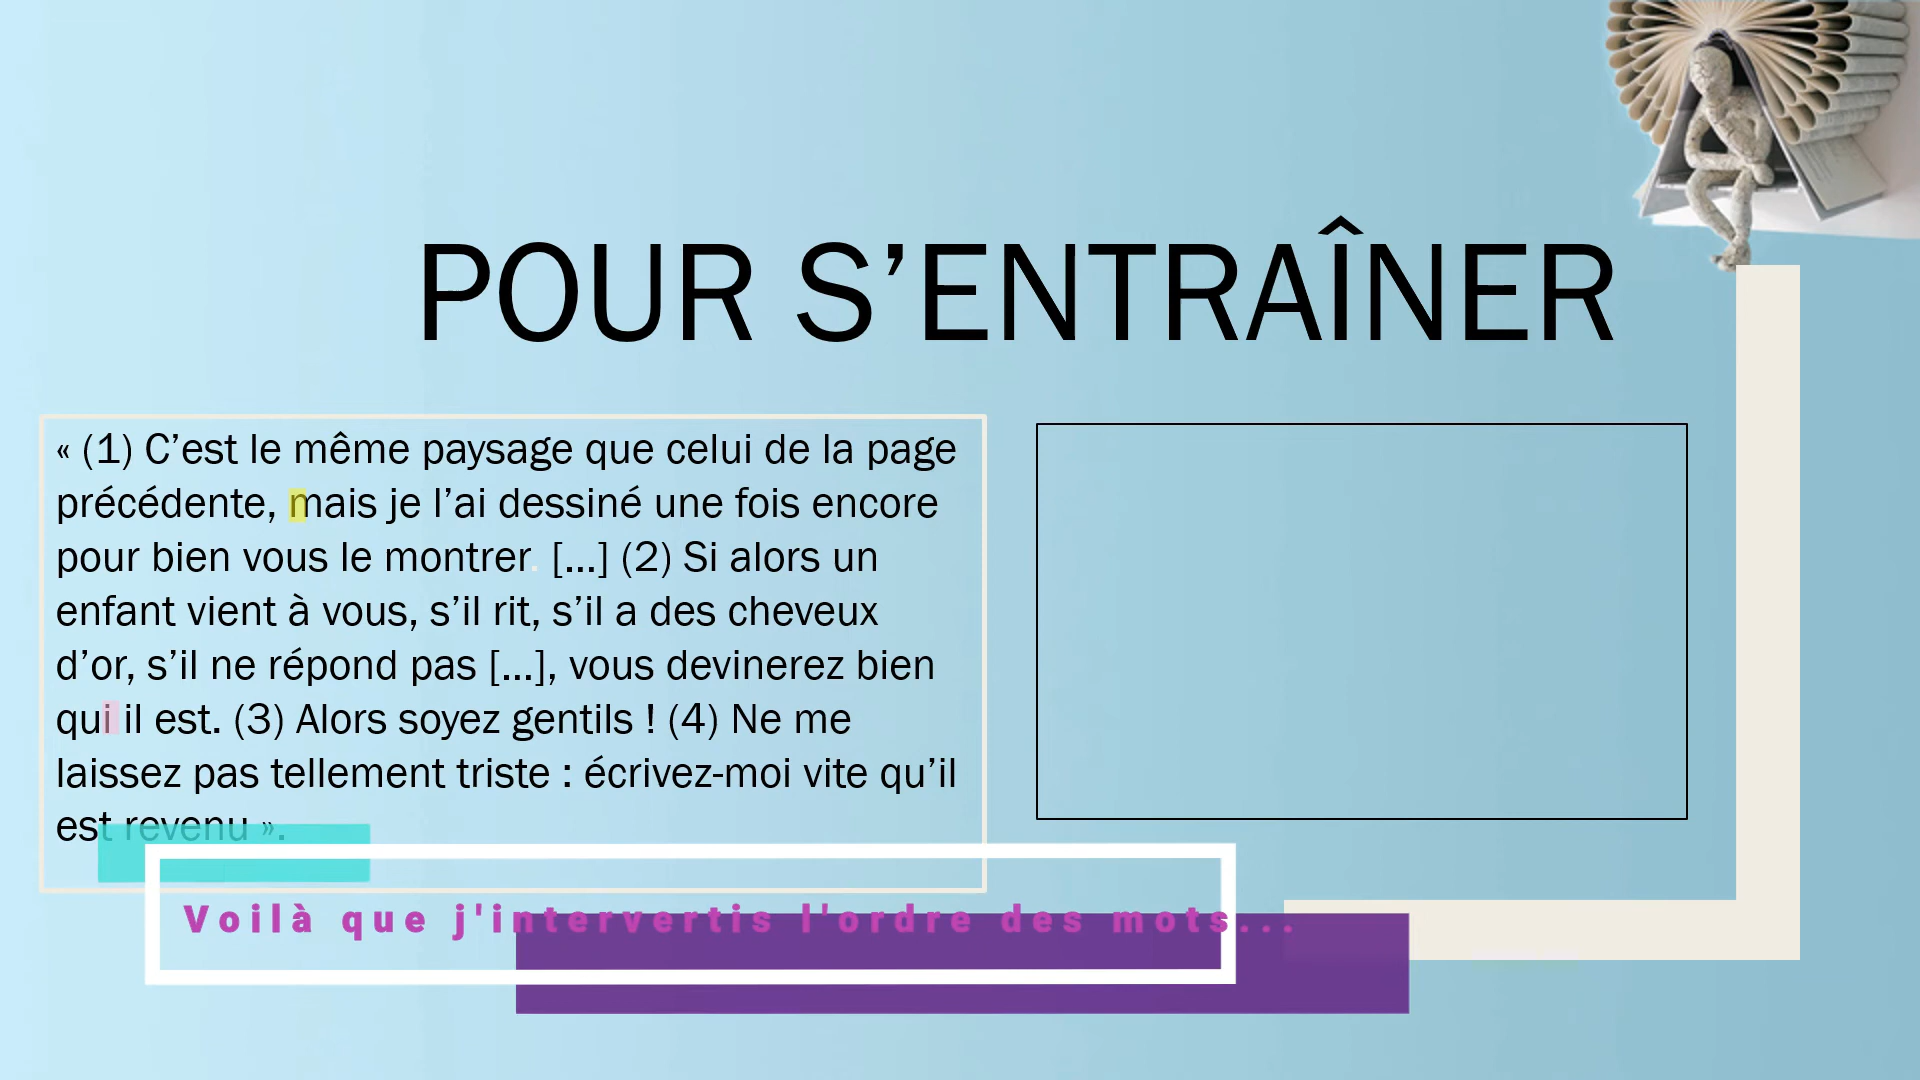 POUR S’ENTRAÎNER
« (1) C’est le même paysage que celui de la page
précédente, mais je l’ai dessiné une fois encore
pour bien vous le montrer. [...] (2) Si alors un
enfant vient à vous, s’il rit, s’il a des cheveux
d’or, s’il ne répond pas [...], vous devinerez bien
qui il est. (3) Alors soyez gentils ! (4) Ne me
laissez pas tellement triste : écrivez-moi vite qu’il
est revenu ».
Voilà que j'intervertis l'ordre des mots...